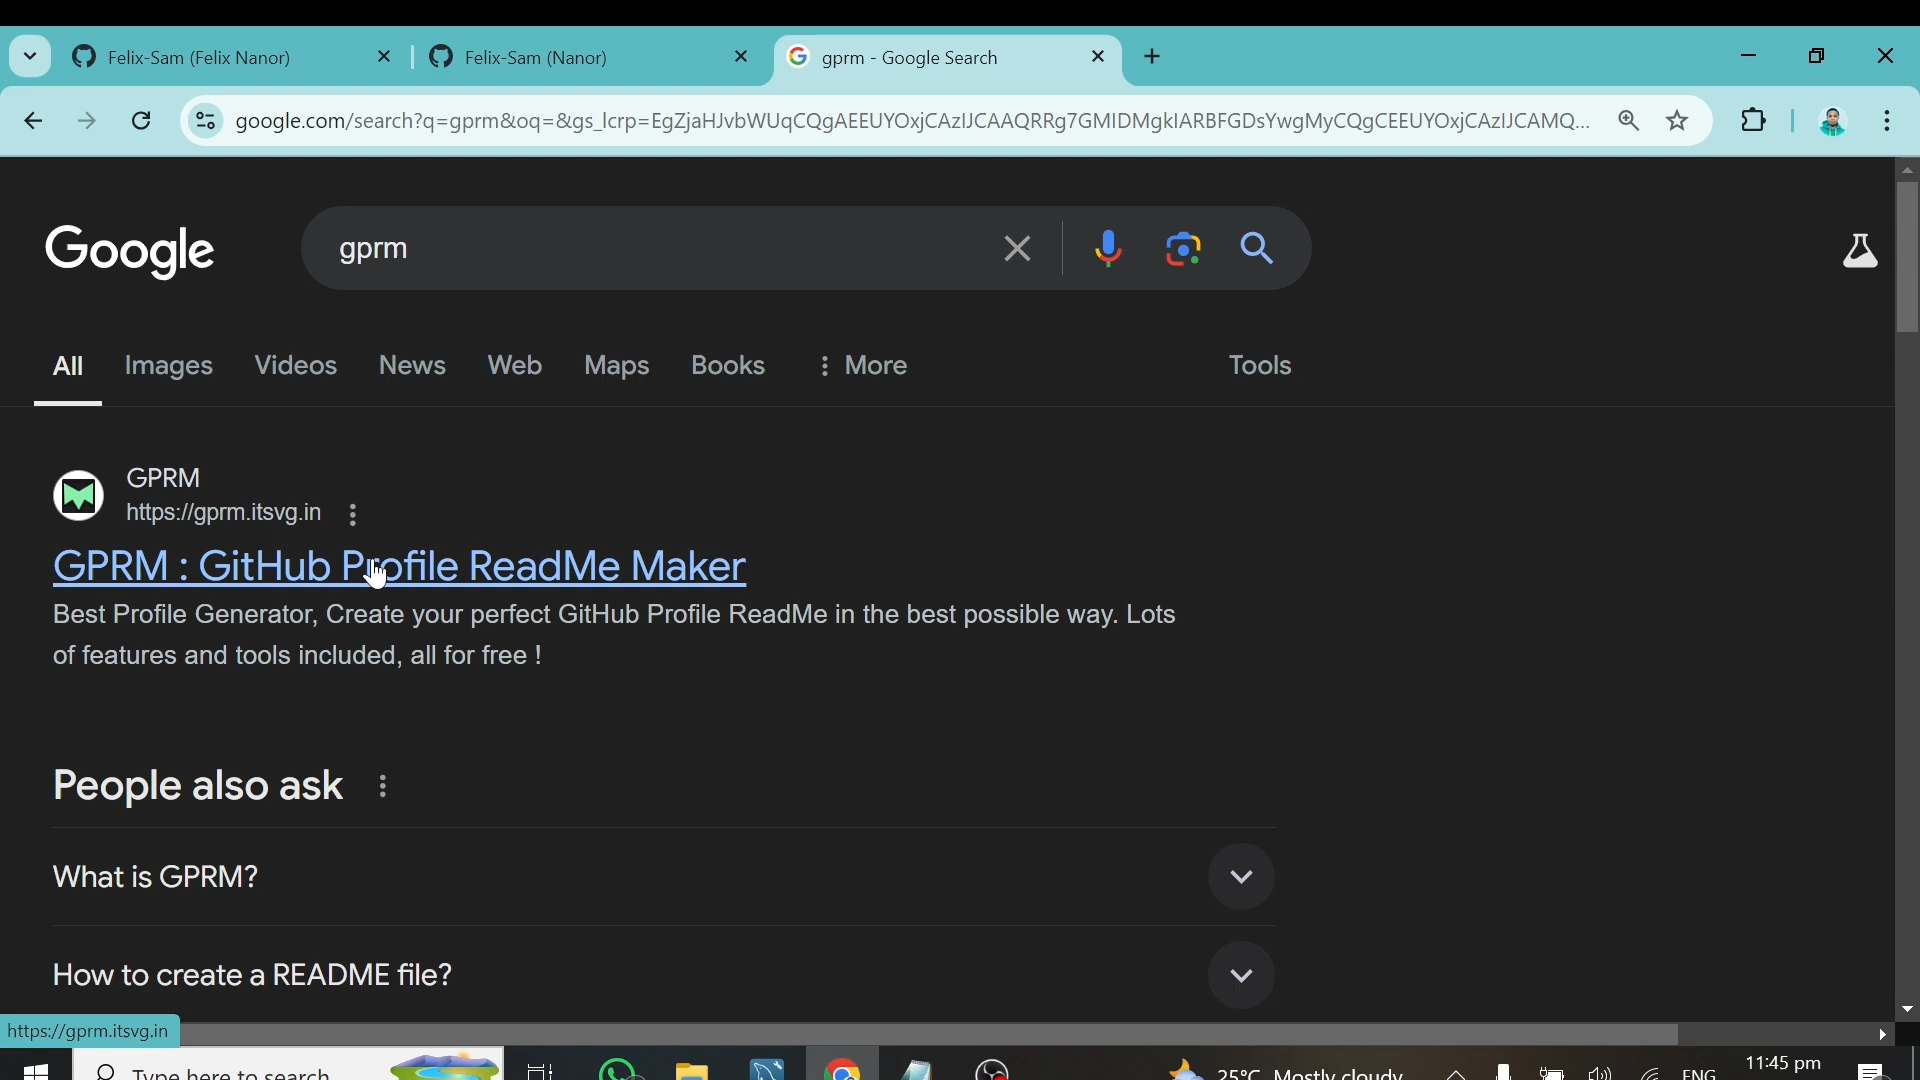 Felix-Sam (Felix Nanor)
Felix-Sam (Nanor)
gprm - Google Search
google.com/search?q=gprm&oq=&gs_lcrp=EgZjaHJvbWUqCQgAEEUYOxjCAzIJCAAQRRg7GMIDMgkIARBFGDsYwgMyCQgCEEUYOxjCAzIJCAMQ...
Google
gprm
All
Images
Videos
News
Web
Maps
Books
More
Tools
GPRM
https://gprm.itsvg.in
GPRM : GitHub Profile ReadMe Maker
Best Profile Generator, Create your perfect GitHub Profile ReadMe in the best possible way. Lots
of features and tools included, all for free !
People also ask
What is GPRM?
How to create a README file?
https://gprm.itsvg.in
Type here to search
25°C Mostly cloudy
ENG
11:45 pm